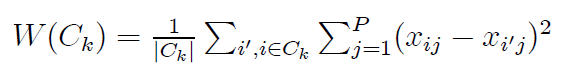 W(C_k) = \frac{1}{|C_k|} \sum_{i',i \in C_k} \sum_{j=1}^{P} (x_{ij} - x_{i'j})^2